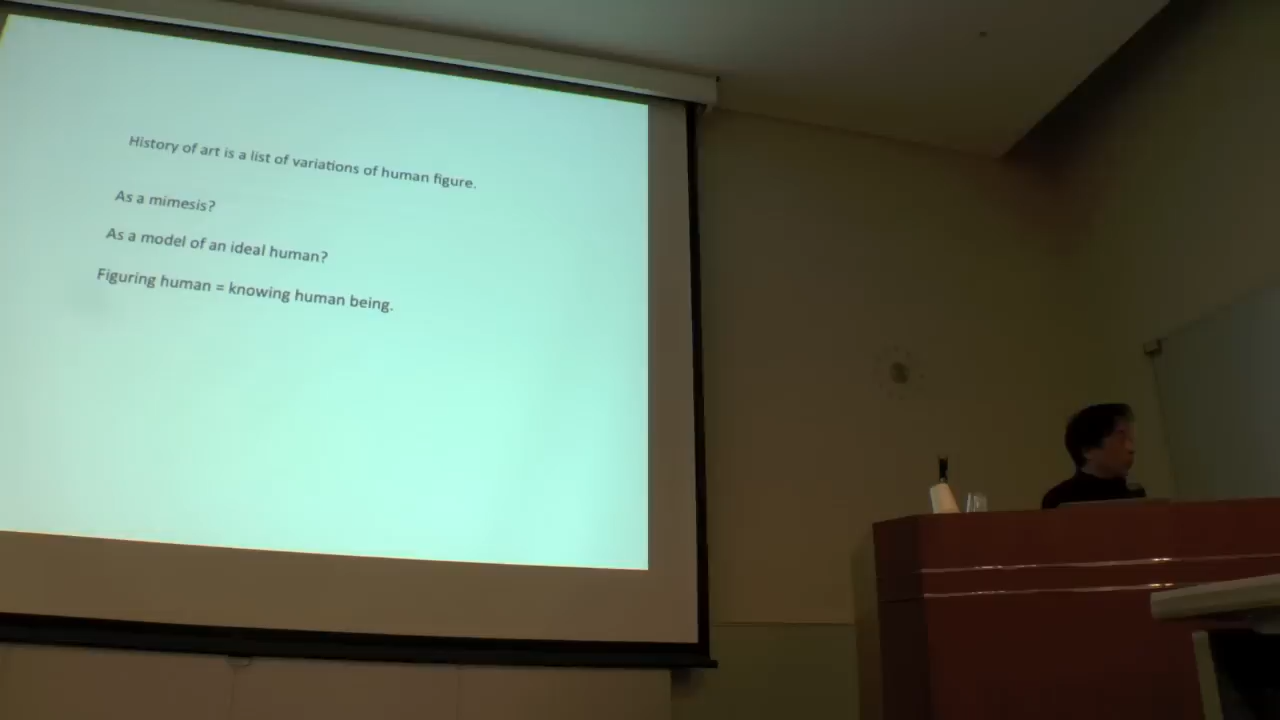 History of art is a list of variations of human figure.
As a mimesis?
As a model of an ideal human?
Figuring human = knowing human being.